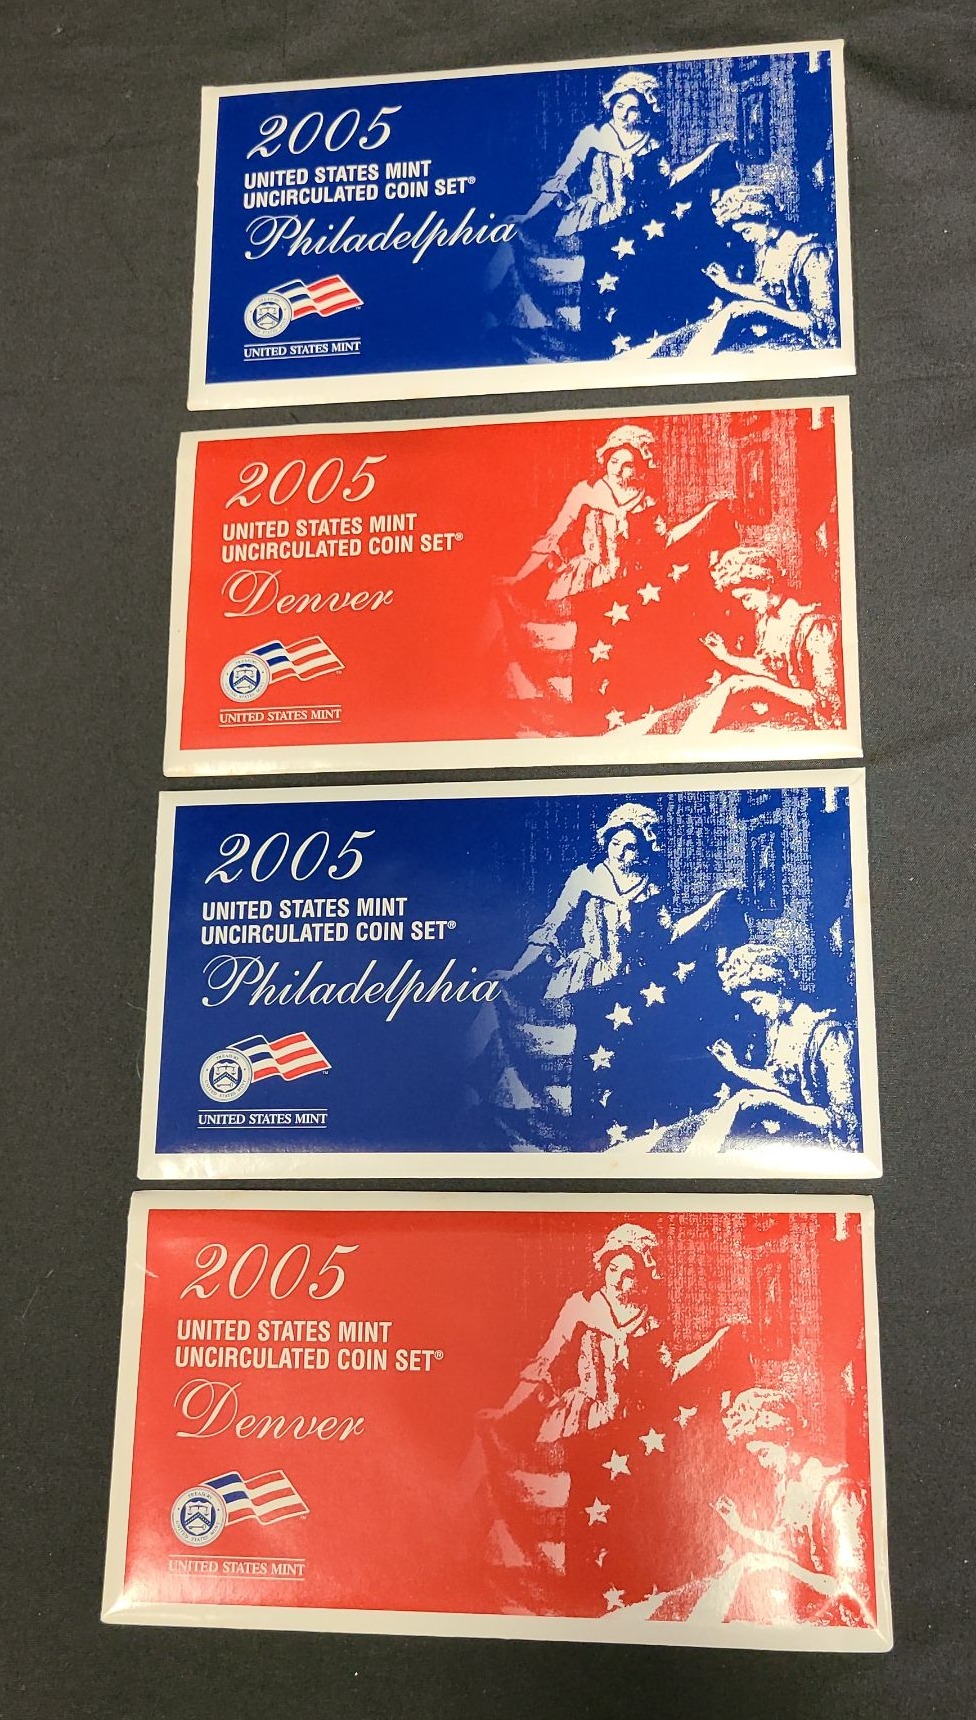 2005
UNITED STATES MINT
UNCIRCULATED COIN SET®
Philadelphia
UNITED STATES MINT
2005
UNITED STATES MINT
UNCIRCULATED COIN SET®
Denver
UNITED STATES MINT
2005
UNITED STATES MINT
UNCIRCULATED COIN SET®
Philadelphia
UNITED STATES MINT
2005
UNITED STATES MINT
UNCIRCULATED COIN SET®
Denver
UNITED STATES MINT